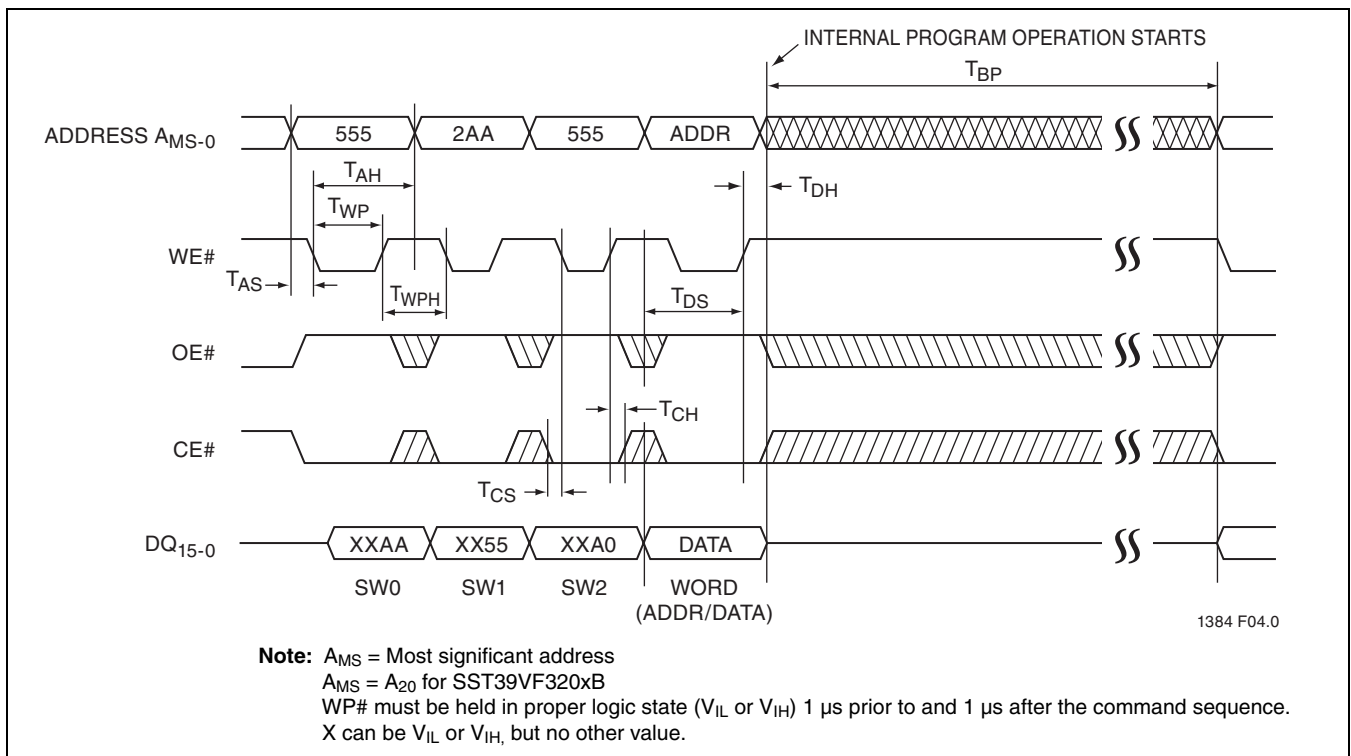 INTERNAL PROGRAM OPERATION STARTS
TBP
ADDRESS AMS-0
555
2AA
555
ADDR
TAH
TDH
TWP
WE#
TAS
TWPH
TDS
OE#
TCH
CE#
TCS
DQ15-0
XXAA
XX55
XXA0
DATA
SW0
SW1
SW2
WORD
(ADDR/DATA)
1384 F04.0
Note: AMS = Most significant address
AMS = A20 for SST39VF320xB
WP# must be held in proper logic state (VIL or VIH) 1 µs prior to and 1 µs after the command sequence.
X can be VIL or VIH, but no other value.